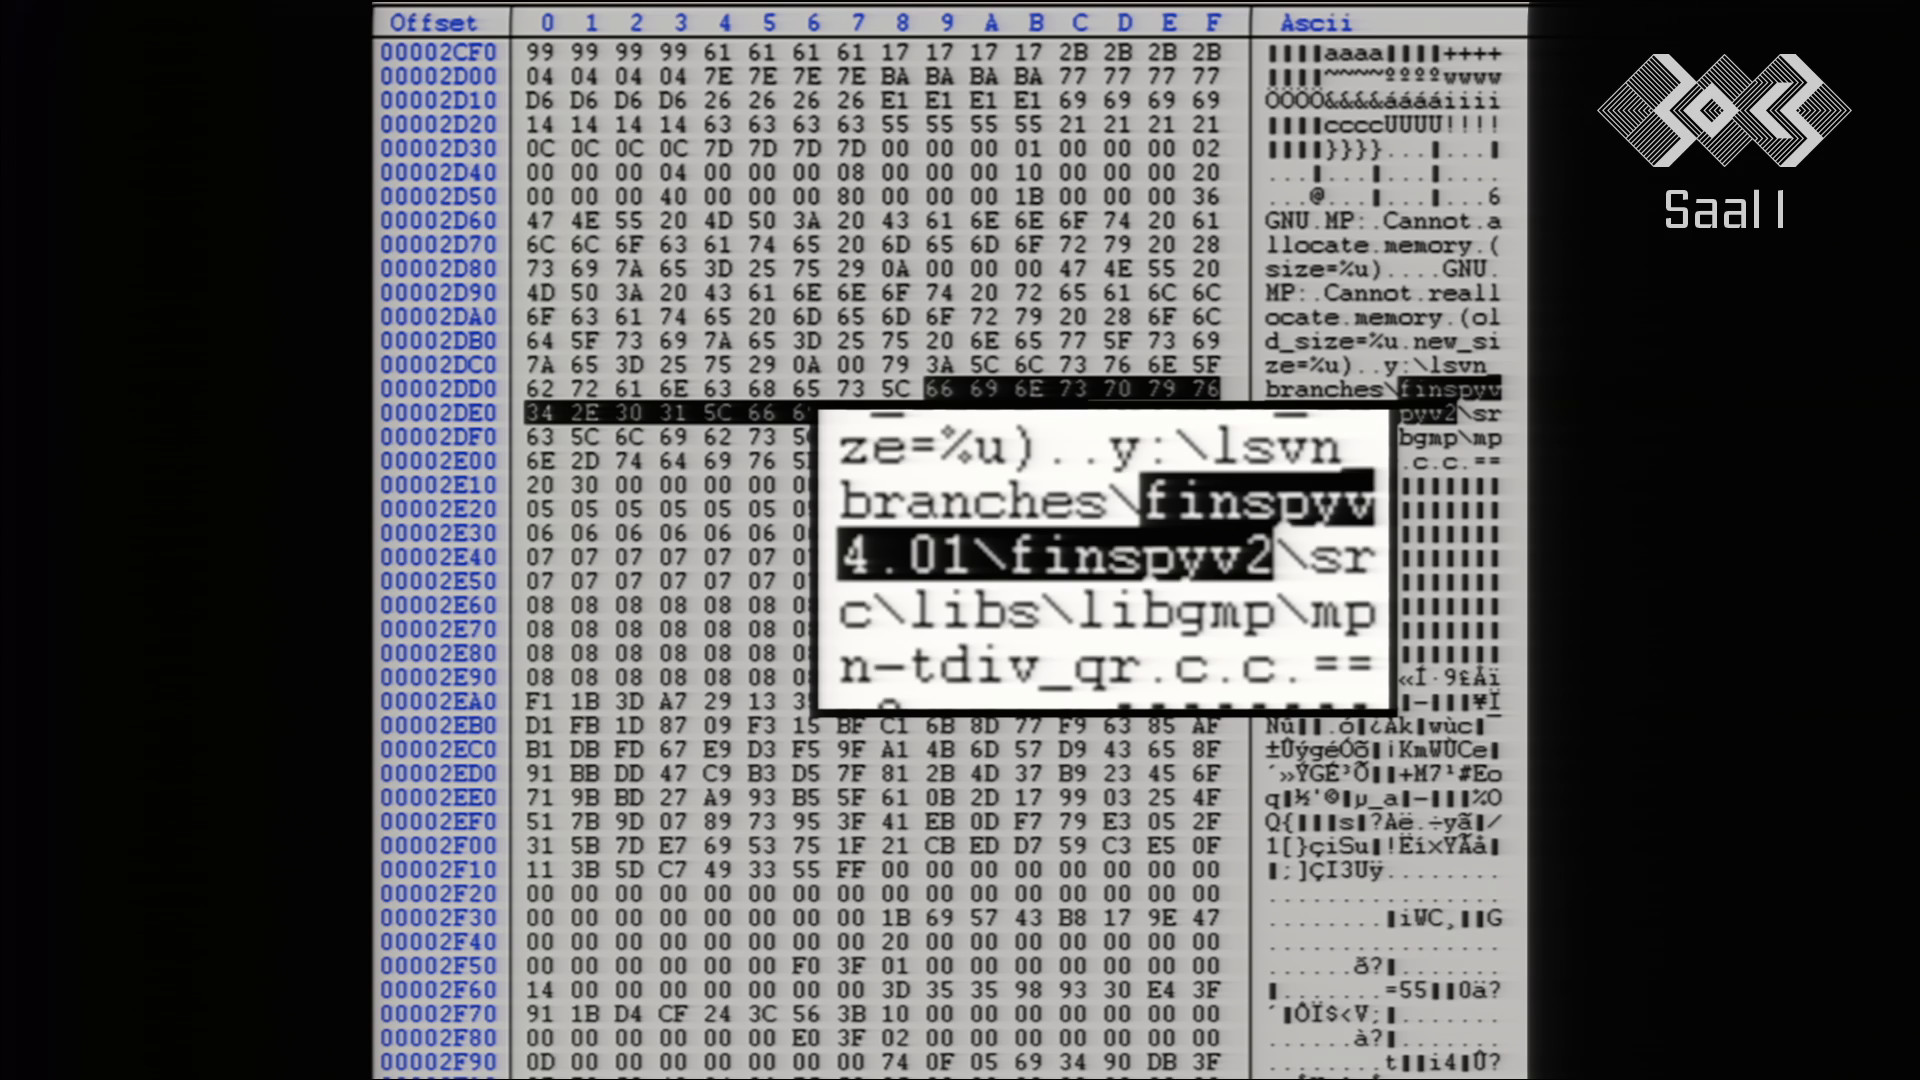 Offset 0 1 2 3 4 5 6 7 8 9 A B C D E F Ascii
00002CF0 99 99 99 99 61 61 61 61 17 17 17 17 2B 2B 2B 2B aaaa ++++
00002D00 04 04 04 04 7E 7E 7E 7E BA BA BA BA 77 77 77 77 ~~~~ººººwwww
00002D10 D6 D6 D6 D6 26 26 26 26 E1 E1 E1 E1 69 69 69 69 ÖÖÖÖ&&&&ááááiiii
00002D20 14 14 14 14 63 63 63 63 55 55 55 55 21 21 21 21 ccccUUUU!!!!
00002D30 0C 0C 0C 0C 7D 7D 7D 7D 00 00 00 01 00 00 00 02 }}}}... ...
00002D40 00 00 00 04 00 00 00 08 00 00 00 10 00 00 00 20 ... ... ... ....
00002D50 00 00 00 40 00 00 00 80 00 00 00 1B 00 00 00 36 ...@... ... ...6
00002D60 47 4E 55 20 4D 50 3A 20 43 61 6E 6E 6F 74 20 61 GNU.MP:.Cannot.a
00002D70 6C 6C 6F 63 61 74 65 20 6D 65 6D 6F 72 79 20 28 llocate.memory.(
00002D80 73 69 7A 65 3D 25 75 29 0A 00 00 00 47 4E 55 20 size=%u)....GNU.
00002D90 4D 50 3A 20 43 61 6E 6E 6F 74 20 72 65 61 6C 6C MP:.Cannot.reall
00002DA0 6F 63 61 74 65 20 6D 65 6D 6F 72 79 20 28 6F 6C ocate.memory.(ol
00002DB0 64 5F 73 69 7A 65 3D 25 75 20 6E 65 77 5F 73 69 d_size=%u.new_si
00002DC0 7A 65 3D 25 75 29 0A 00 79 3A 5C 6C 73 76 6E 5F ze=%u)..y:\lsvn_
00002DD0 62 72 61 6E 63 68 65 73 5C 66 69 6E 73 70 79 76 branches\finspyv
00002DE0 34 2E 30 31 5C 66 pyv2\sr
00002DF0 63 5C 6C 69 62 73 bgmp\mp
00002E00 6E 2D 74 64 69 76 .c.c.==
00002E10 20 30 00 00 00 00
00002E20 05 05 05 05 05 05
00002E30 06 06 06 06 06 06
00002E40 07 07 07 07 07 07
00002E50 07 07 07 07 07 07
00002E60 08 08 08 08 08 08
00002E70 08 08 08 08 08 08
00002E80 08 08 08 08 08 08
00002E90 08 08 08 08 08 08 «Í·9£Åï
00002EA0 F1 1B 3D A7 29 13
00002EB0 D1 FB 1D 87 09 F3 15 BF C1 6B 8D 77 F9 63 85 AF
00002EC0 B1 DB FD 67 E9 D3 F5 9F A1 4B 6D 57 D9 43 65 8F
00002ED0 91 BB DD 47 C9 B3 D5 7F 81 2B 4D 37 B9 23 45 6F
00002EE0 71 9B BD 27 A9 93 B5 5F 61 0B 2D 17 99 03 25 4F
00002EF0 51 7B 9D 07 89 73 95 3F 41 EB 0D F7 79 E3 05 2F
00002F00 31 5B 7D E7 69 53 75 1F 21 CB ED D7 59 C3 E5 0F
00002F10 11 3B 5D C7 49 33 55 FF 00 00 00 00 00 00 00 00 ;]ÇI3Uÿ........
00002F20 00 00 00 00 00 00 00 00 00 00 00 00 00 00 00 00 ................
00002F30 00 00 00 00 00 00 00 00 1B 69 57 43 B8 17 9E 47 ........ iWC¸ G
00002F40 00 00 00 00 00 00 00 00 20 00 00 00 00 00 00 00 ................
00002F50 00 00 00 00 00 00 F0 3F 01 00 00 00 00 00 00 00 ......ð? .......
00002F60 14 00 00 00 00 00 00 00 3D 35 35 98 93 30 E4 3F .......=55 0ä?
00002F70 91 1B D4 CF 24 3C 56 3B 10 00 00 00 00 00 00 00 ´ ÔÏ$<V; .......
00002F80 00 00 00 00 00 00 E0 3F 02 00 00 00 00 00 00 00 ......à? .......
00002F90 0D 00 00 00 00 00 00 00 74 0F 05 69 34 90 DB 3F ........t i4 Û?
ze=%u)..y:\lsvn_
branches\finspyv
4.01\finspyv2\sr
c\libs\libgmp\mp
n-tdiv_qr.c.c.==
Saal 1